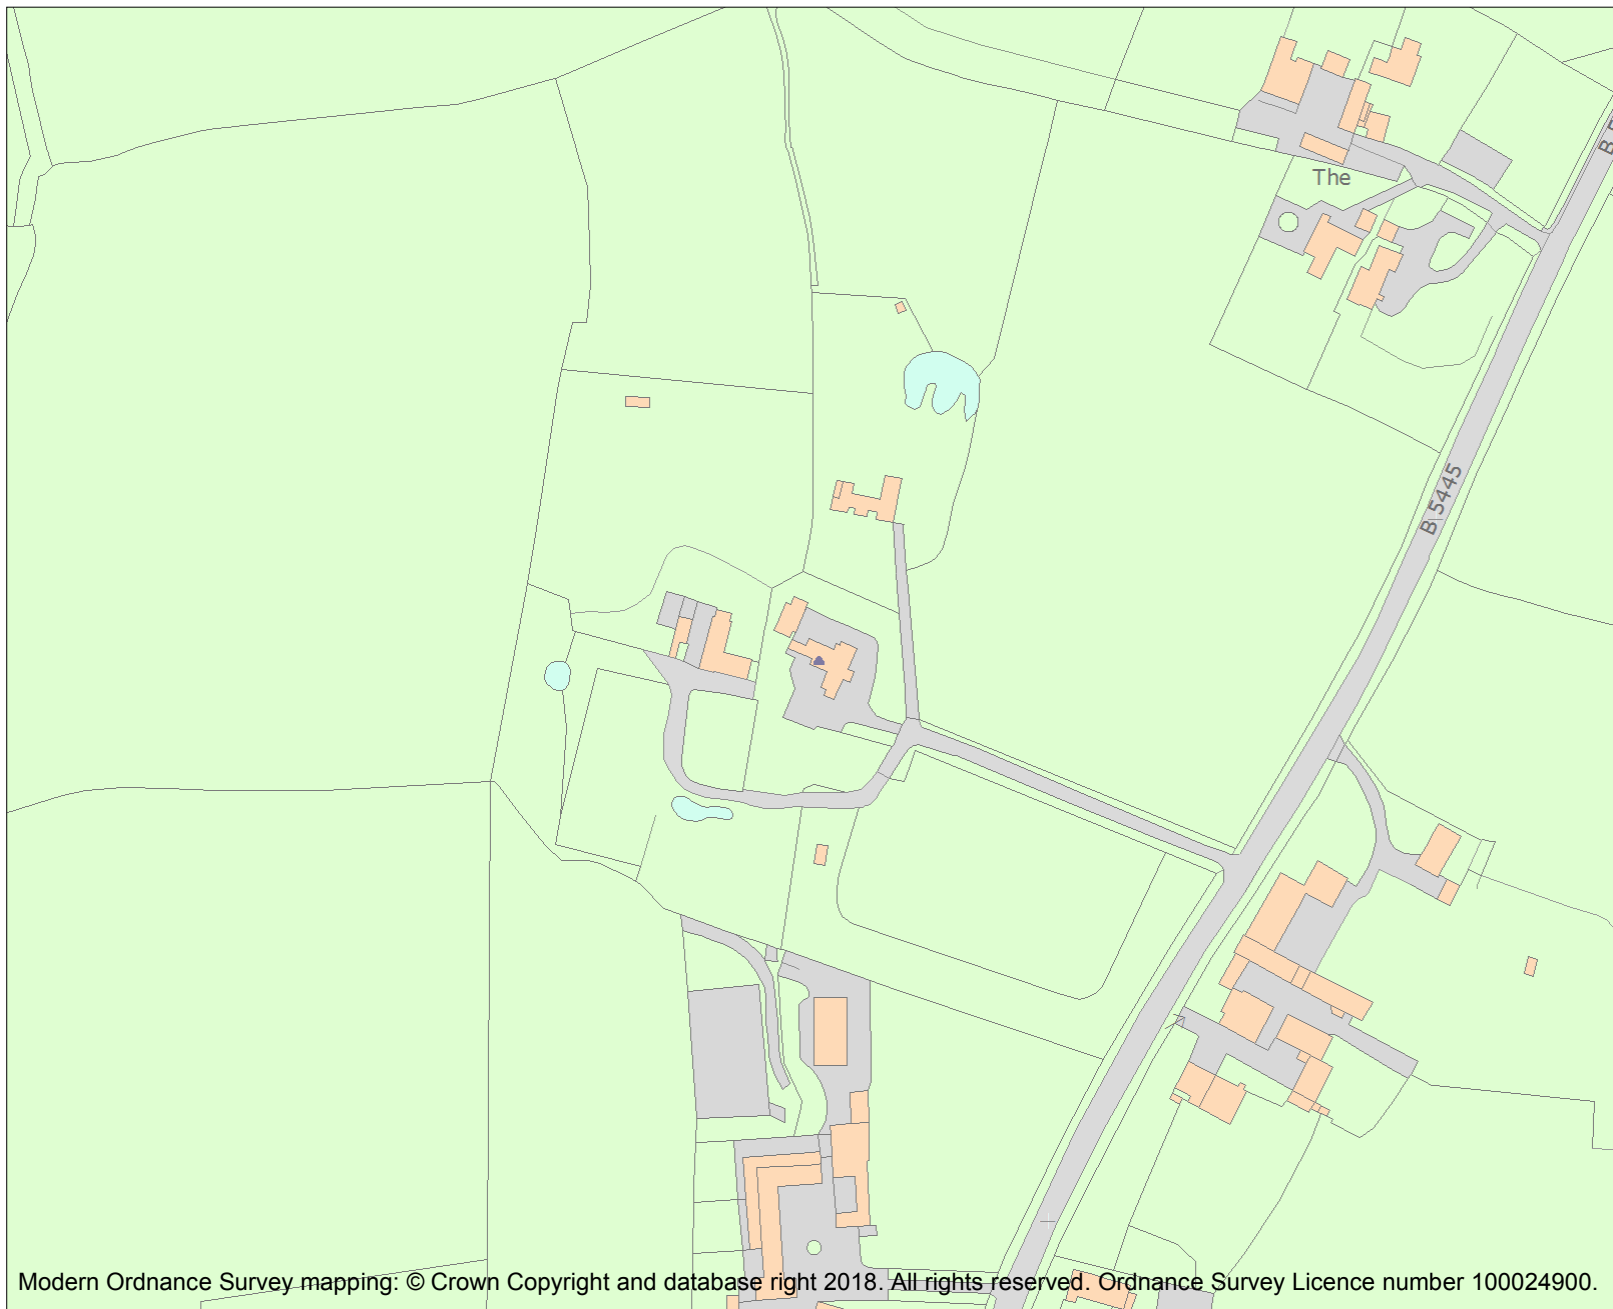 The
B 5445
Modern Ordnance Survey mapping: © Crown Copyright and database right 2018. All rights reserved. Ordnance Survey Licence number 100024900.